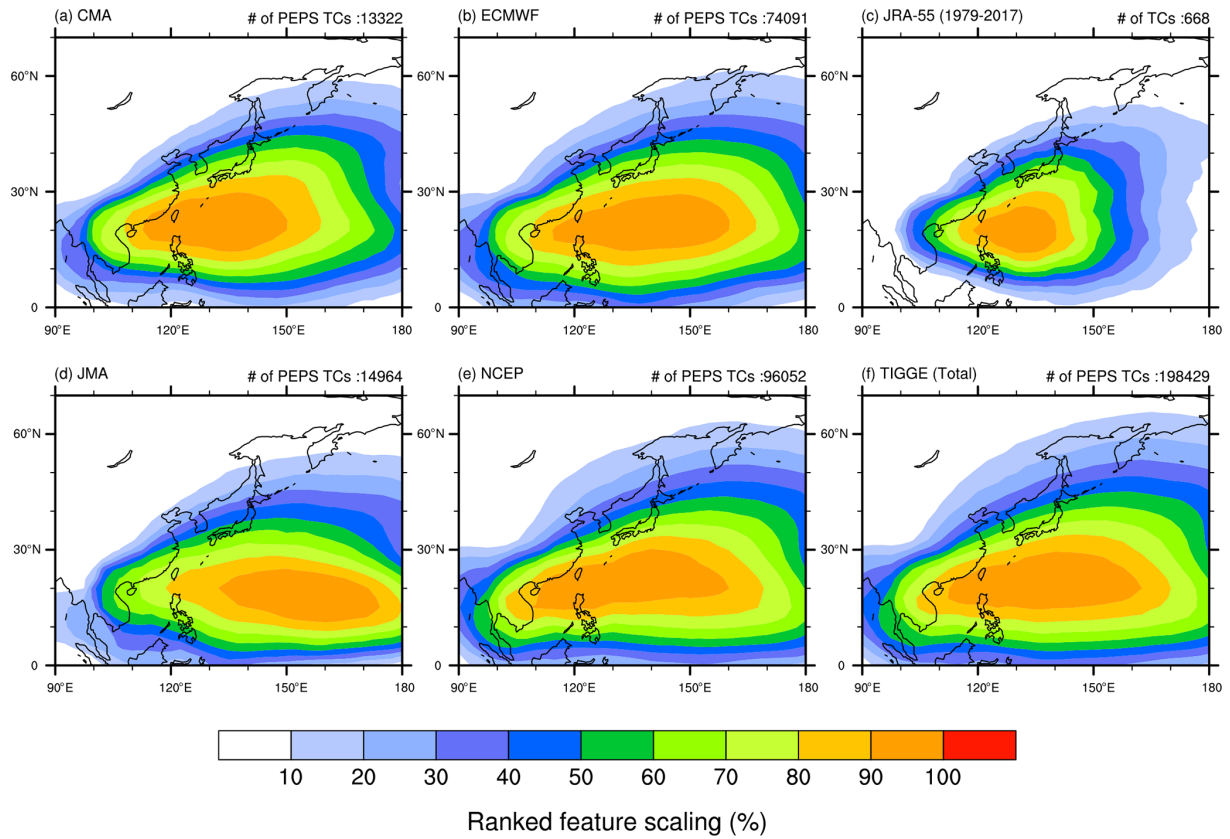 (a) CMA # of PEPS TCs :13322
(b) ECMWF # of PEPS TCs :74091
(c) JRA-55 (1979-2017) # of TCs :668
60°N 60°N 60°N
30°N 30°N 30°N
0 0 0
90°E 120°E 150°E 180 90°E 120°E 150°E 180 90°E 120°E 150°E 180
(d) JMA # of PEPS TCs :14964
(e) NCEP # of PEPS TCs :96052
(f) TIGGE (Total) # of PEPS TCs :198429
60°N 60°N 60°N
30°N 30°N 30°N
0 0 0
90°E 120°E 150°E 180 90°E 120°E 150°E 180 90°E 120°E 150°E 180
10 20 30 40 50 60 70 80 90 100
Ranked feature scaling (%)